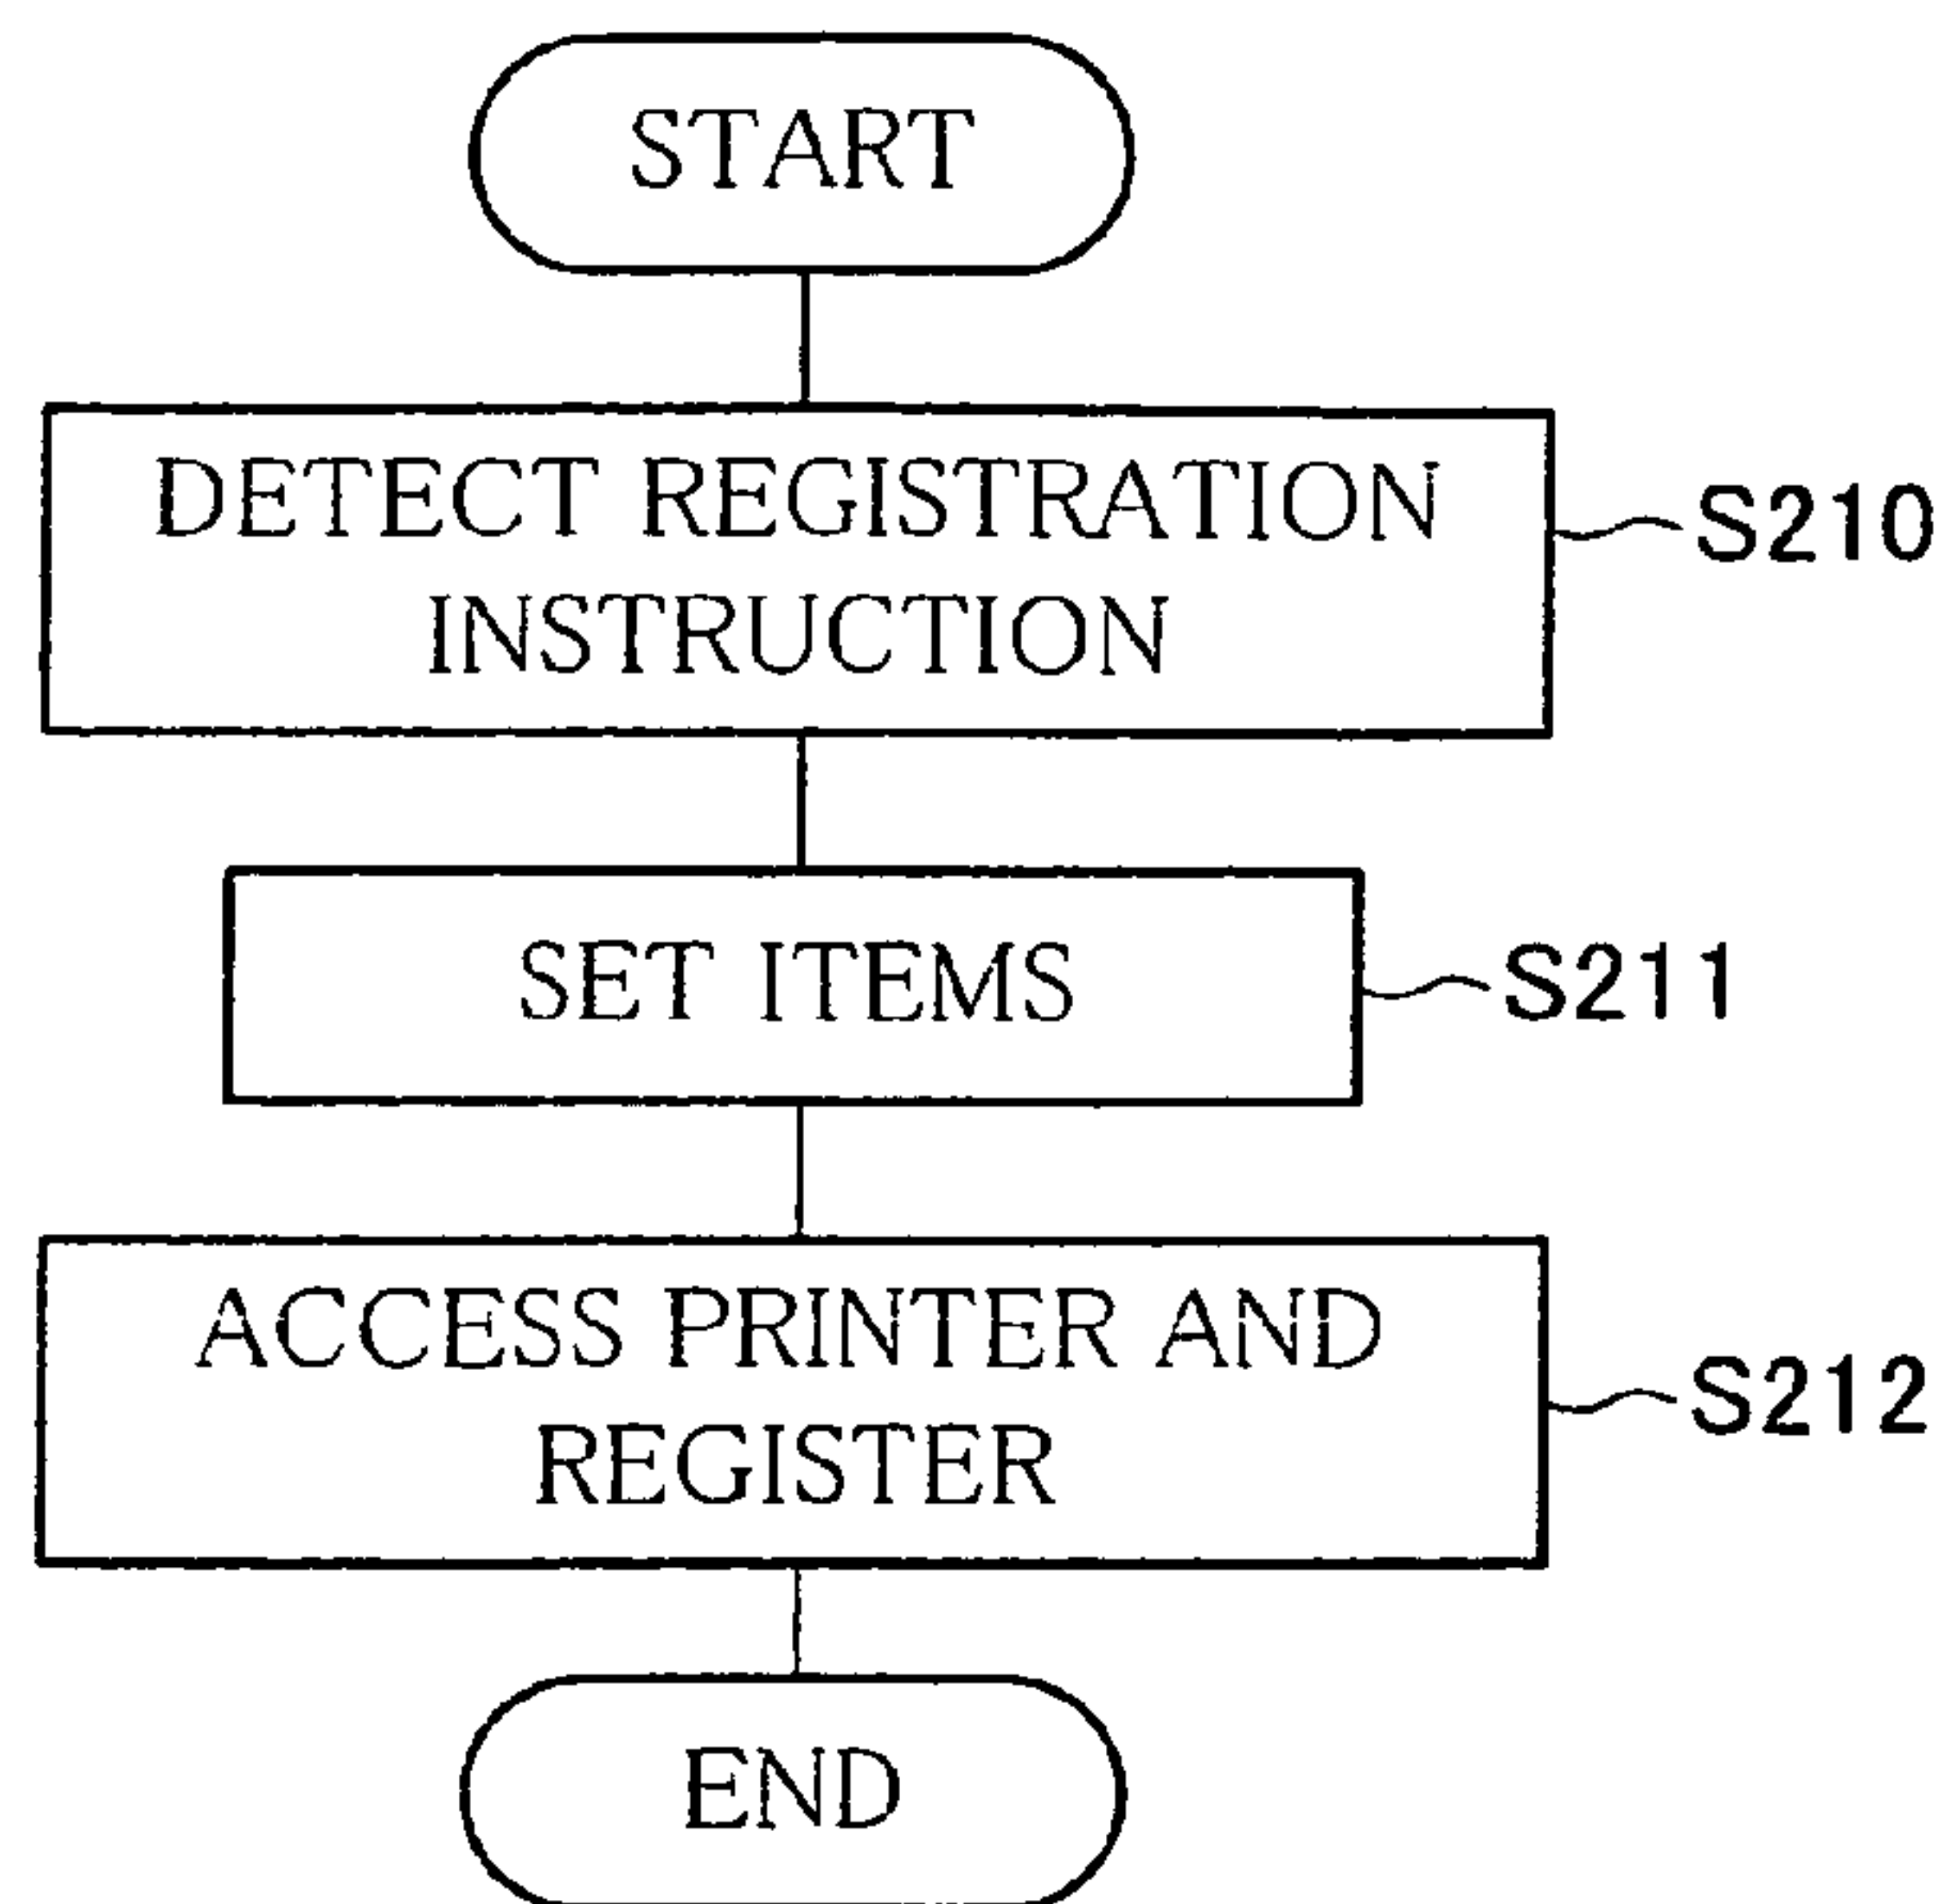 START
DETECT REGISTRATION
INSTRUCTION
S210
SET ITEMS
S211
ACCESS PRINTER AND
REGISTER
S212
END